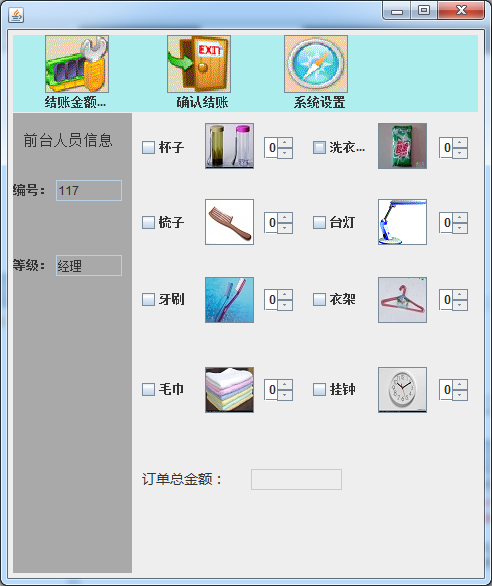 EXIT
结账金额... 确认结账 系统设置
前台人员信息
编号： 117
等级： 经理
杯子 0 洗衣... 0
梳子 0 台灯 0
牙刷 0 衣架 0
毛巾 0 挂钟 0
订单总金额：